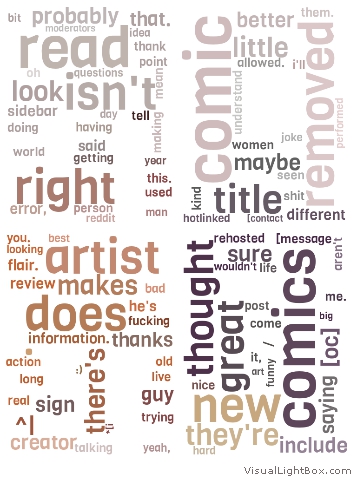 bit probably that.
moderators
idea
read thank
point
oh questions
look isn't mean
sidebar day tell
doing having making
said
world getting
year
right this.
used
error, person man
reddit
better them.
comic little
allowed. i'll
understand removed
performed
joke
women
maybe
seen
kind title shit
hotlinked [contact different
you. best
looking artist
flair.
review makes bad
does he's
fucking
information. thanks
action old
:)
long there's live
real guy
sign
trying
^|
creator talking yeah,
rehosted [message
sure aren't
wouldn't life
thought great comics
post me.
come big
it,
art funny /
nice saying [oc]
new
they're
hard include
VisualLightBox.com